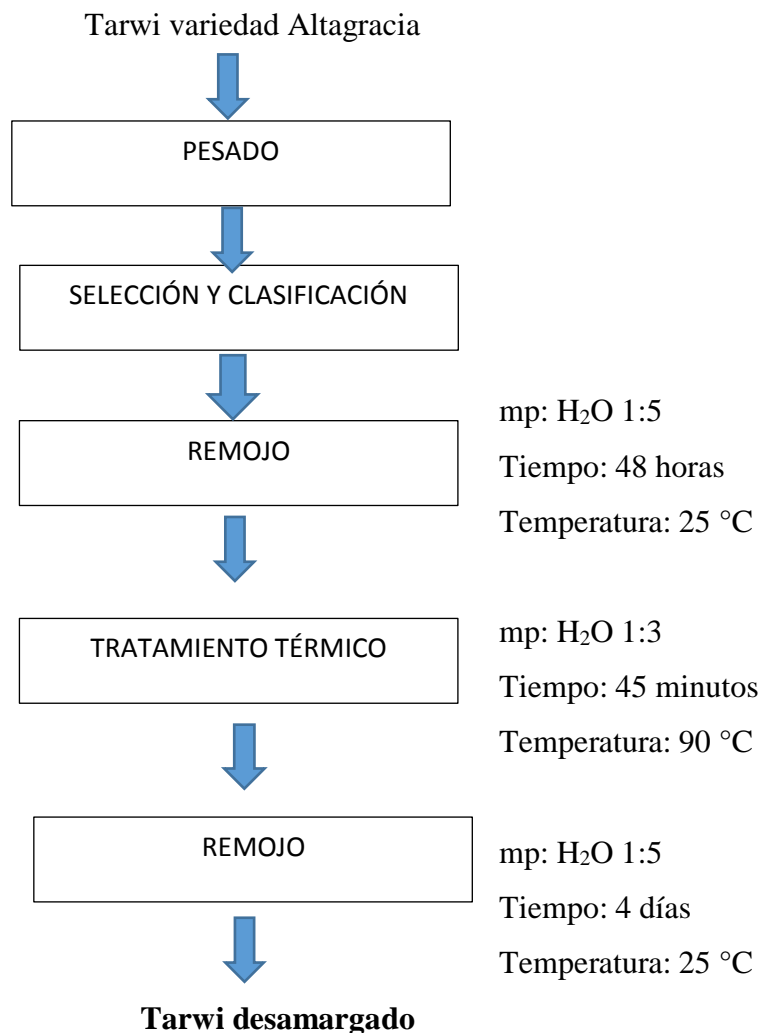 Tarwi variedad Altagracia
PESADO
SELECCIÓN Y CLASIFICACIÓN
REMOJO
mp: H₂O 1:5
Tiempo: 48 horas
Temperatura: 25 °C
TRATAMIENTO TÉRMICO
mp: H₂O 1:3
Tiempo: 45 minutos
Temperatura: 90 °C
REMOJO
mp: H₂O 1:5
Tiempo: 4 días
Temperatura: 25 °C
Tarwi desamargado